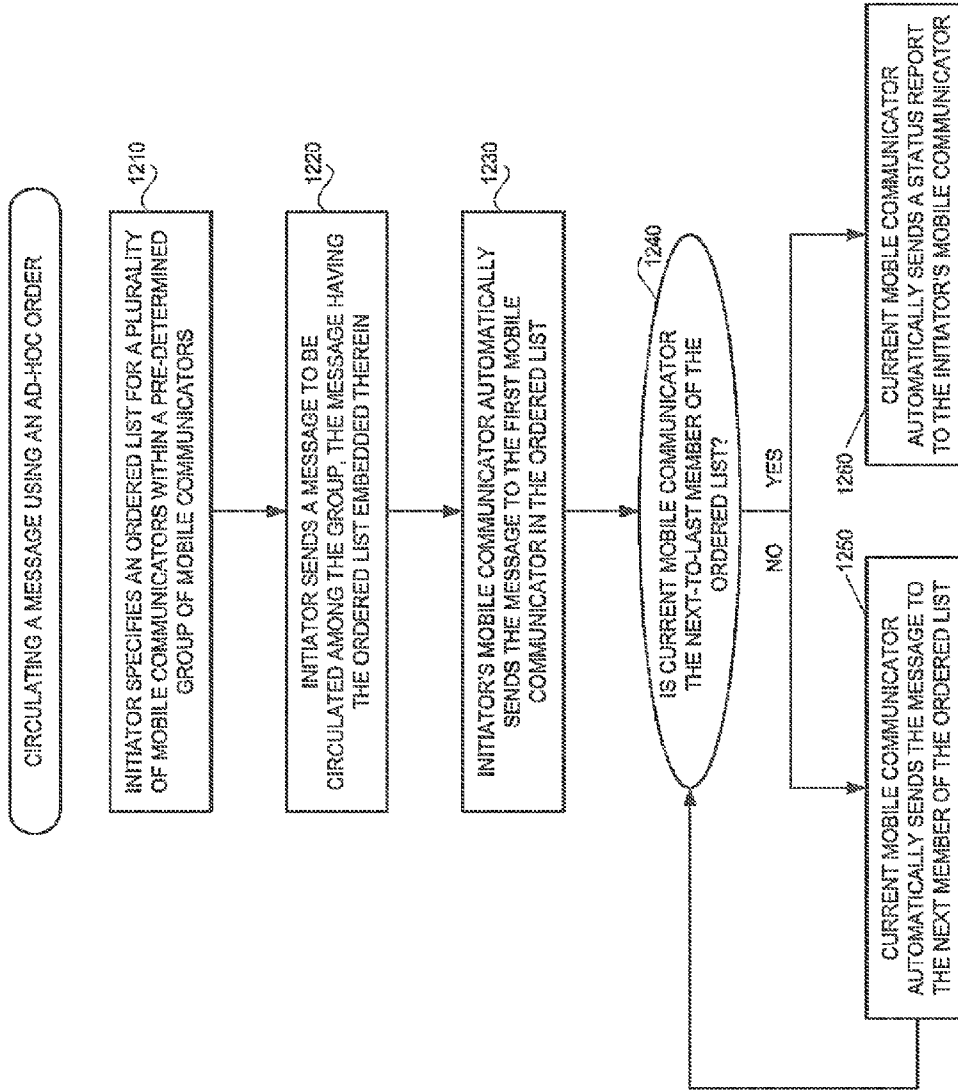 CIRCULATING A MESSAGE USING AN AD-HOC ORDER
1210
INITIATOR SPECIFIES AN ORDERED LIST FOR A PLURALITY
OF MOBILE COMMUNICATORS WITHIN A PRE-DETERMINED
GROUP OF MOBILE COMMUNICATORS
1220
INITIATOR SENDS A MESSAGE TO BE
CIRCULATED AMONG THE GROUP, THE MESSAGE HAVING
THE ORDERED LIST EMBEDDED THEREIN
1230
INITIATOR'S MOBILE COMMUNICATOR AUTOMATICALLY
SENDS THE MESSAGE TO THE FIRST MOBILE
COMMUNICATOR IN THE ORDERED LIST
1240
IS CURRENT MOBILE COMMUNICATOR
THE NEXT-TO-LAST MEMBER OF THE
ORDERED LIST?
NO
YES
1250
CURRENT MOBILE COMMUNICATOR
AUTOMATICALLY SENDS THE MESSAGE TO
THE NEXT MEMBER OF THE ORDERED LIST
1260
CURRENT MOBLE COMMUNICATOR
AUTOMATICALLY SENDS A STATUS REPORT
TO THE INITIATOR'S MOBILE COMMUNICATOR